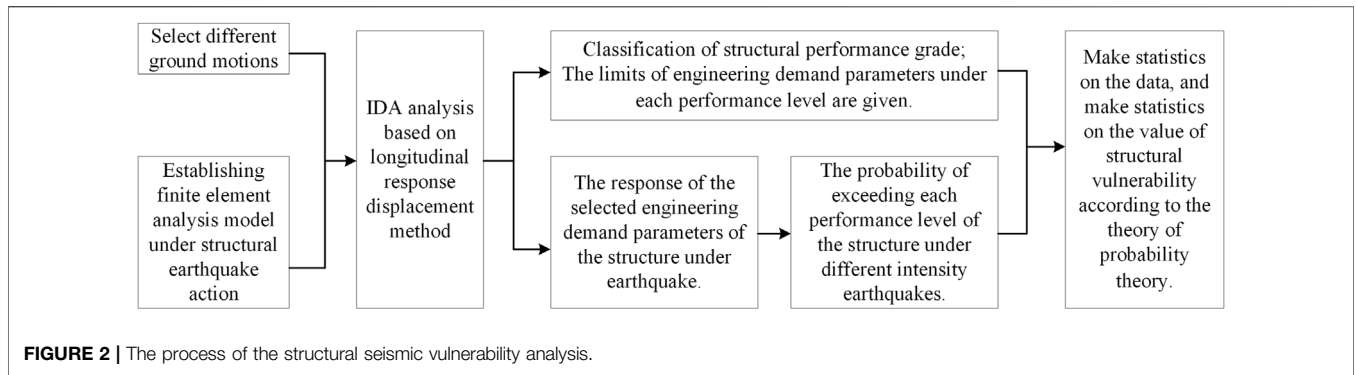 Select different
ground motions
Establishing
finite element
analysis model
under structural
earthquake
action
IDA analysis
based on
longitudinal
response
displacement
method
Classification of structural performance grade;
The limits of engineering demand parameters under
each performance level are given.
The response of the
selected engineering
demand parameters of
the structure under
earthquake.
The probability of
exceeding each
performance level of
the structure under
different intensity
earthquakes.
Make statistics
on the data, and
make statistics
on the value of
structural
vulnerability
according to the
theory of
probability
theory.
FIGURE 2 | The process of the structural seismic vulnerability analysis.